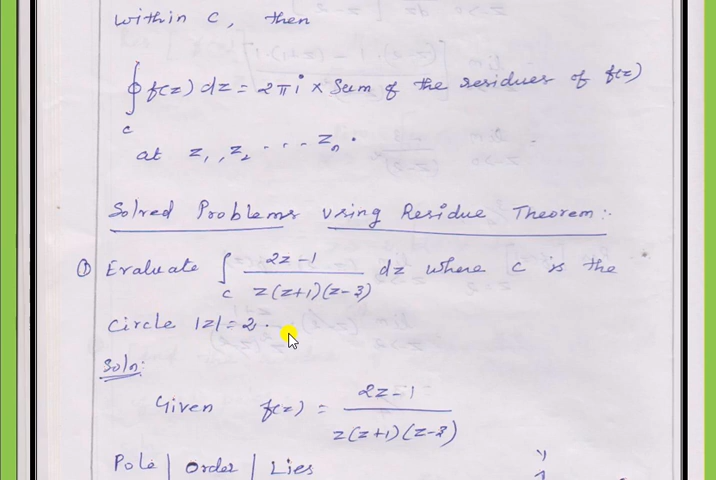 within C, then
∮ f(z) dz = 2πi × Sum of the residues of f(z)
C
at z₁, z₂ .... zₙ.
Solved Problems using Residue Theorem:-
① Evaluate ∫_C (2z-1)/(z(z+1)(z-3)) dz where C is the
circle |z|=2.
Soln:
Given f(z) = (2z-1)/(z(z+1)(z-3))
Pole | Order | Lies
y